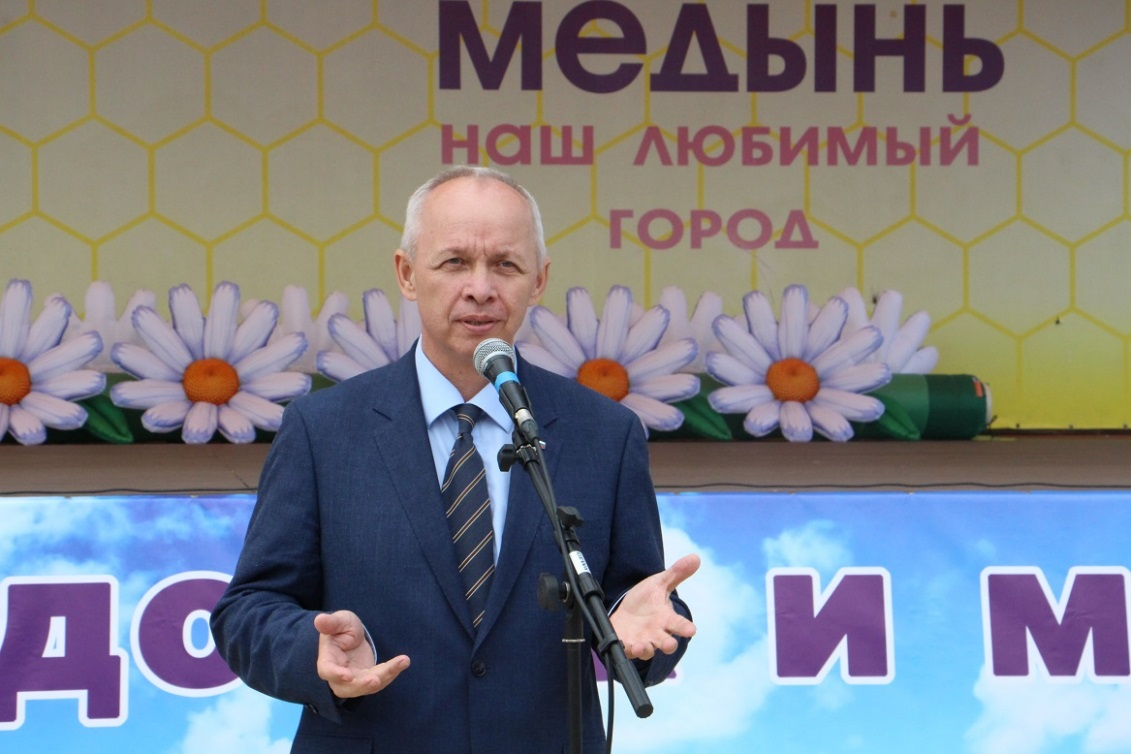 медынь
наш любимый
город
и м